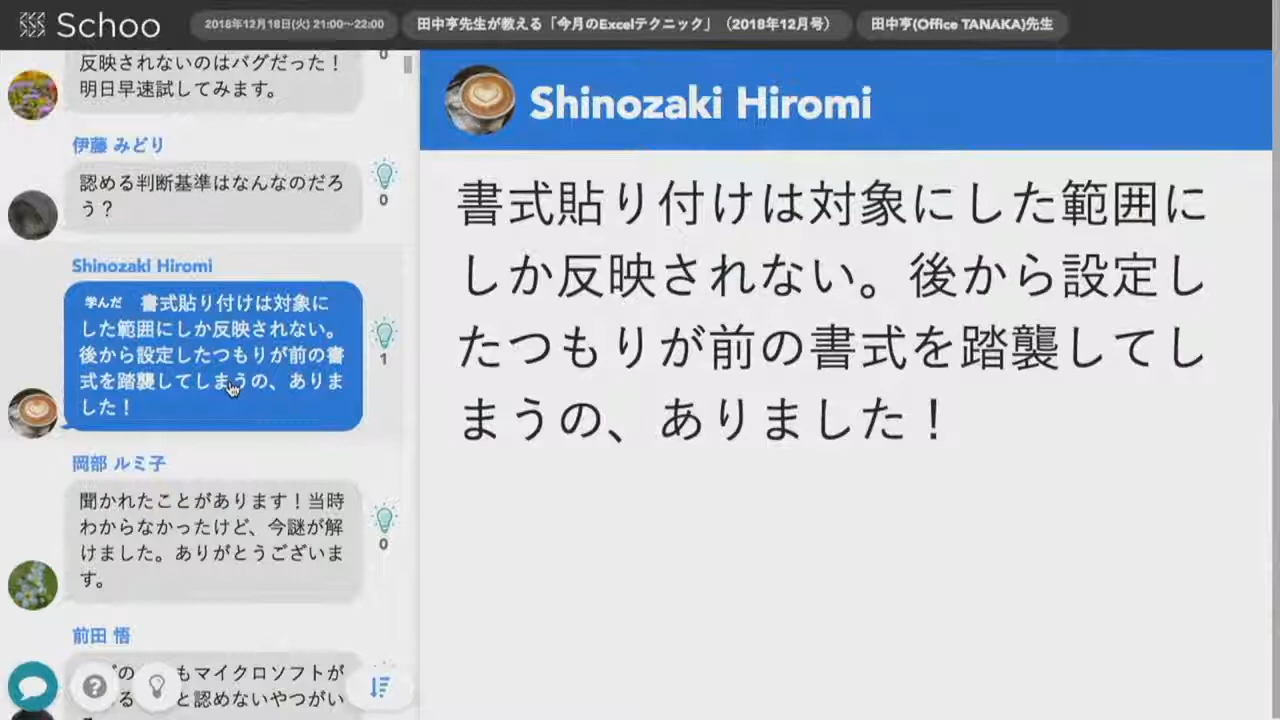 Schoo
2018年12月18日(火) 21:00〜22:00
田中亨先生が教える「今月のExcelテクニック」（2018年12月号）
田中亨(Office TANAKA)先生
反映されないのはバグだった！
明日早速試してみます。
0
伊藤 みどり
認める判断基準はなんなのだろ
う？
0
Shinozaki Hiromi
学んだ 書式貼り付けは対象に
した範囲にしか反映されない。
後から設定したつもりが前の書
式を踏襲してしまうの、ありま
した！
1
岡部 ルミ子
聞かれたことがあります！当時
わからなかったけど、今謎が解
けました。ありがとうございま
す。
0
前田 悟
の もマイクロソフトが
る と認めないやつがい
Shinozaki Hiromi
書式貼り付けは対象にした範囲に
しか反映されない。後から設定し
たつもりが前の書式を踏襲してし
まうの、ありました！